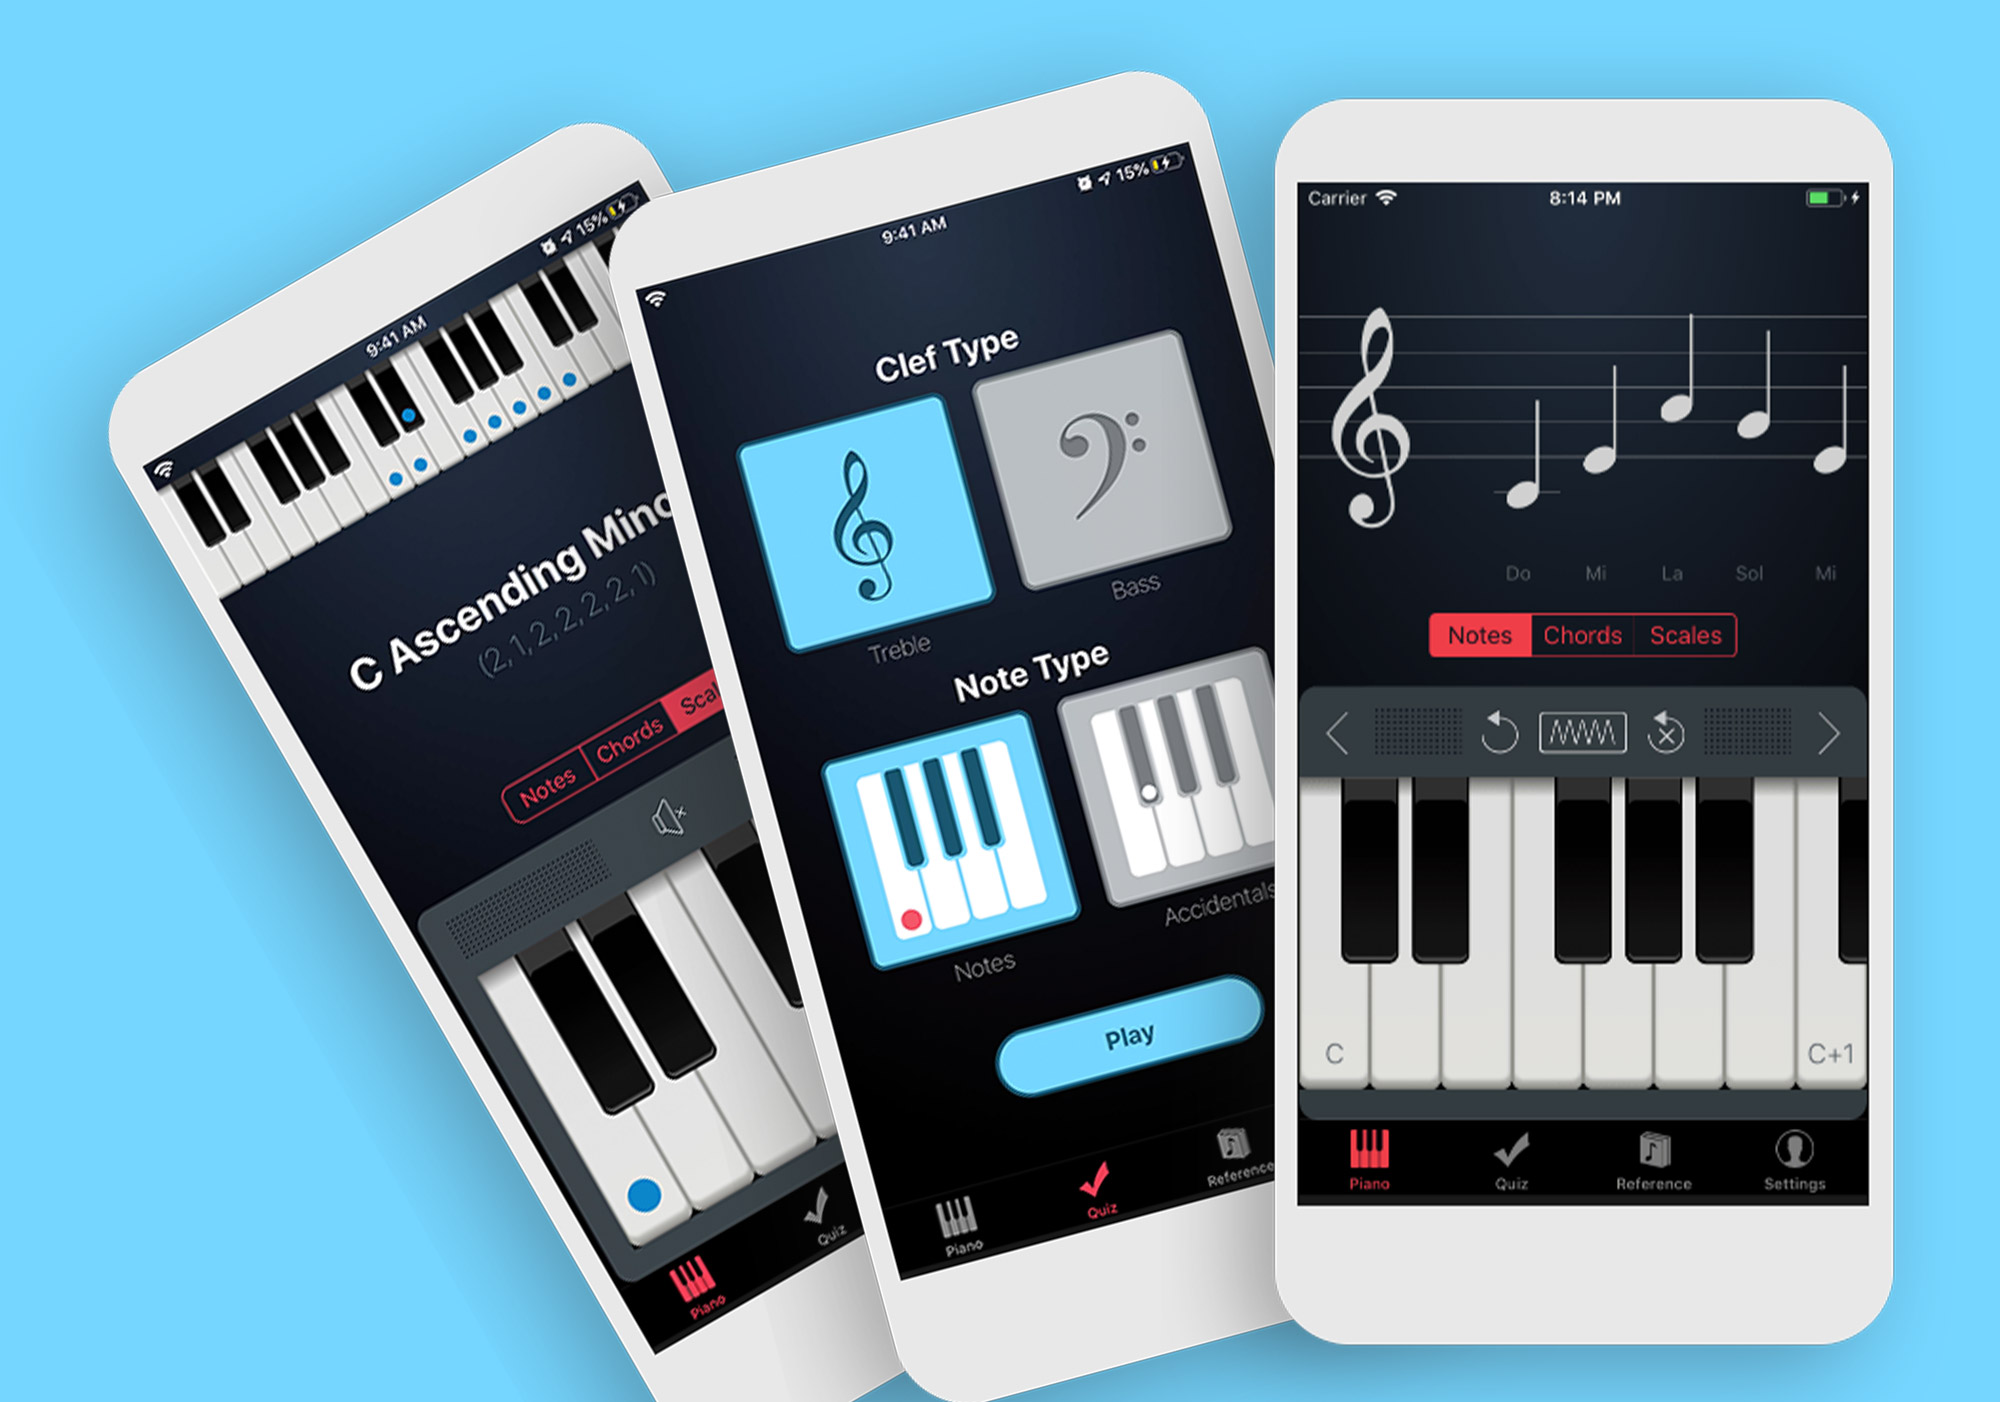 15%
9:41 AM
C Ascending
(2, 1, 2, 2, 2, 2, 1)
Notes
Chords
Quiz
Piano
15%
9:41 AM
Clef Type
Treble
Bass
Note Type
Notes
Accidentals
Play
Piano
Quiz
Reference
Carrier 8:14 PM
Do Mi La Sol Mi
Notes Chords Scales
C C+1
Piano Quiz Reference Settings